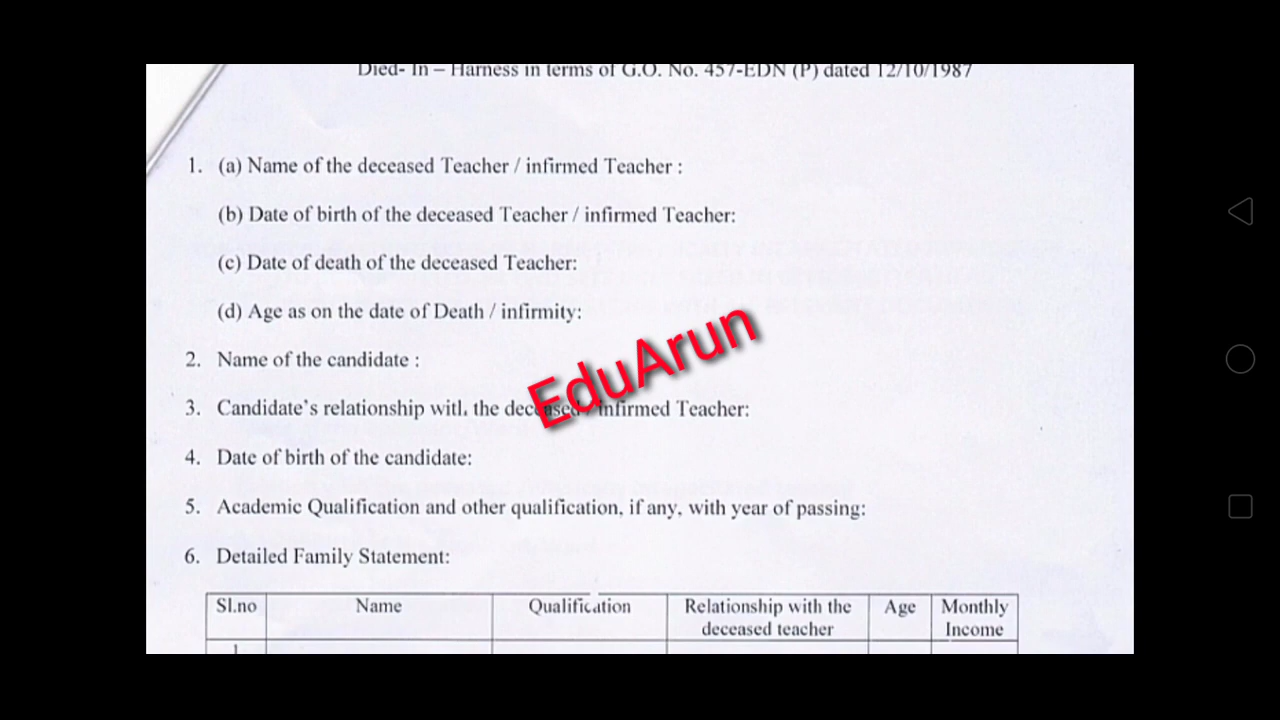 Died- In – Harness in terms of G.O. No. 457-EDN (P) dated 12/10/1987
1. (a) Name of the deceased Teacher / infirmed Teacher :
(b) Date of birth of the deceased Teacher / infirmed Teacher:
(c) Date of death of the deceased Teacher:
(d) Age as on the date of Death / infirmity:
2. Name of the candidate :
3. Candidate's relationship with the deceased / infirmed Teacher:
EduArun
4. Date of birth of the candidate:
5. Academic Qualification and other qualification, if any, with year of passing:
6. Detailed Family Statement:
Sl.no Name Qualification Relationship with the deceased teacher Age Monthly Income
1